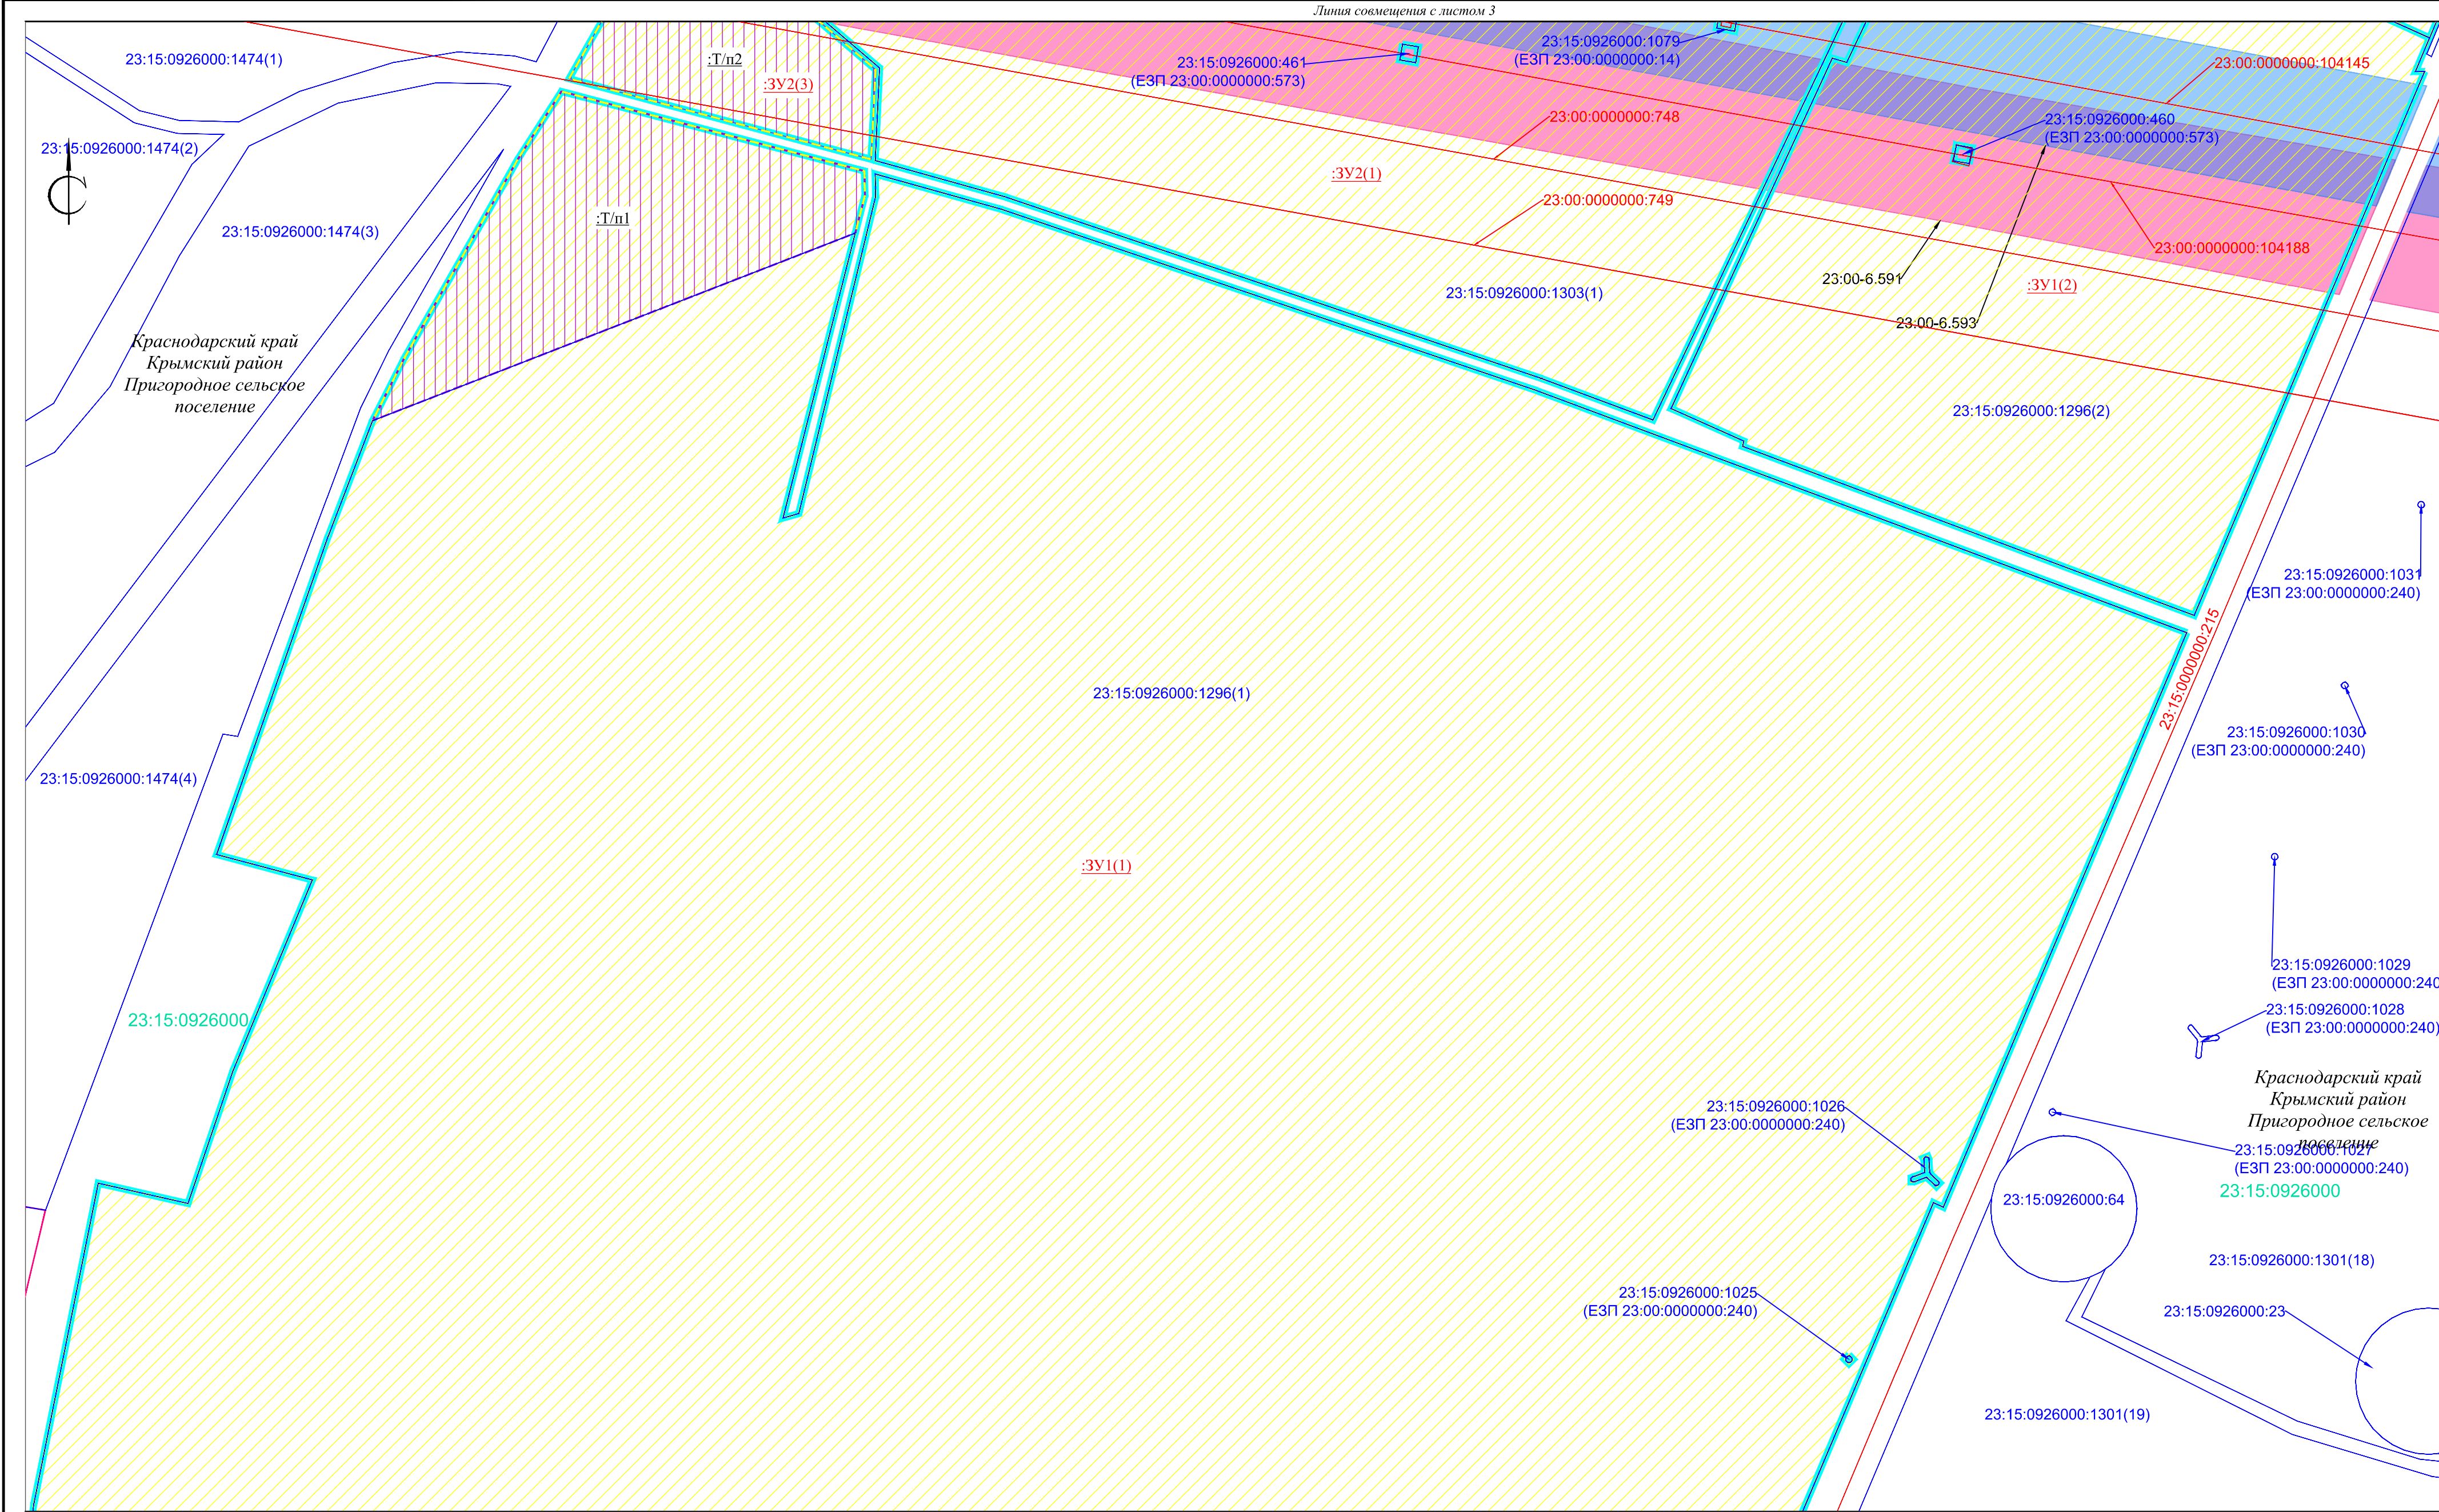 Линия совмещения с листом 3
23:15:0926000:1474(1)
:Т/п2
:ЗУ2(3)
23:15:0926000:461
(ЕЗП 23:00:0000000:573)
23:15:0926000:1079
(ЕЗП 23:00:0000000:14)
23:00:0000000:104145
23:00:0000000:748
23:15:0926000:460
(ЕЗП 23:00:0000000:573)
23:15:0926000:1474(2)
:ЗУ2(1)
23:00:0000000:749
:Т/п1
23:15:0926000:1474(3)
23:00:0000000:104188
23:00-6.591
:ЗУ1(2)
23:15:0926000:1303(1)
23:00-6.593
Краснодарский край
Крымский район
Пригородное сельское
поселение
23:15:0926000:1296(2)
23:15:0926000:1031
(ЕЗП 23:00:0000000:240)
23:15:0000000:215
23:15:0926000:1296(1)
23:15:0926000:1030
(ЕЗП 23:00:0000000:240)
23:15:0926000:1474(4)
:ЗУ1(1)
23:15:0926000:1029
(ЕЗП 23:00:0000000:240
23:15:0926000:1028
(ЕЗП 23:00:0000000:240)
23:15:0926000
Краснодарский край
Крымский район
Пригородное сельское
поселение
23:15:0926000:1026
(ЕЗП 23:00:0000000:240)
23:15:0926000:1027
(ЕЗП 23:00:0000000:240)
23:15:0926000
23:15:0926000:64
23:15:0926000:1301(18)
23:15:0926000:1025
(ЕЗП 23:00:0000000:240)
23:15:0926000:23
23:15:0926000:1301(19)